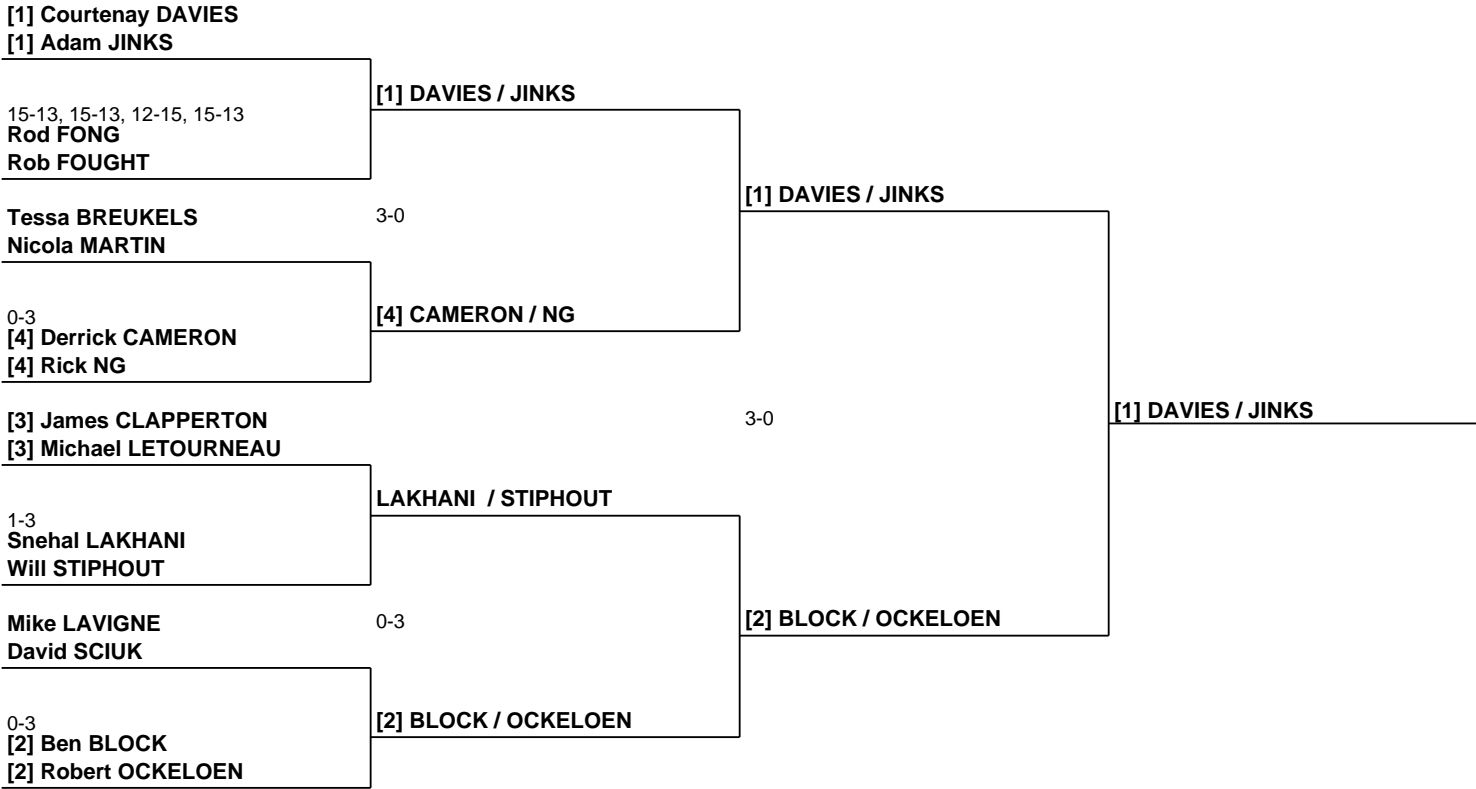 [1] Courtenay DAVIES
[1] Adam JINKS
15-13, 15-13, 12-15, 15-13
Rod FONG
Rob FOUGHT
Tessa BREUKELS
Nicola MARTIN
0-3
[4] Derrick CAMERON
[4] Rick NG
[3] James CLAPPERTON
[3] Michael LETOURNEAU
1-3
Snehal LAKHANI
Will STIPHOUT
Mike LAVIGNE
David SCIUK
0-3
[2] Ben BLOCK
[2] Robert OCKELOEN
[1] DAVIES / JINKS
3-0
[4] CAMERON / NG
LAKHANI / STIPHOUT
0-3
[2] BLOCK / OCKELOEN
[1] DAVIES / JINKS
3-0
[2] BLOCK / OCKELOEN
[1] DAVIES / JINKS